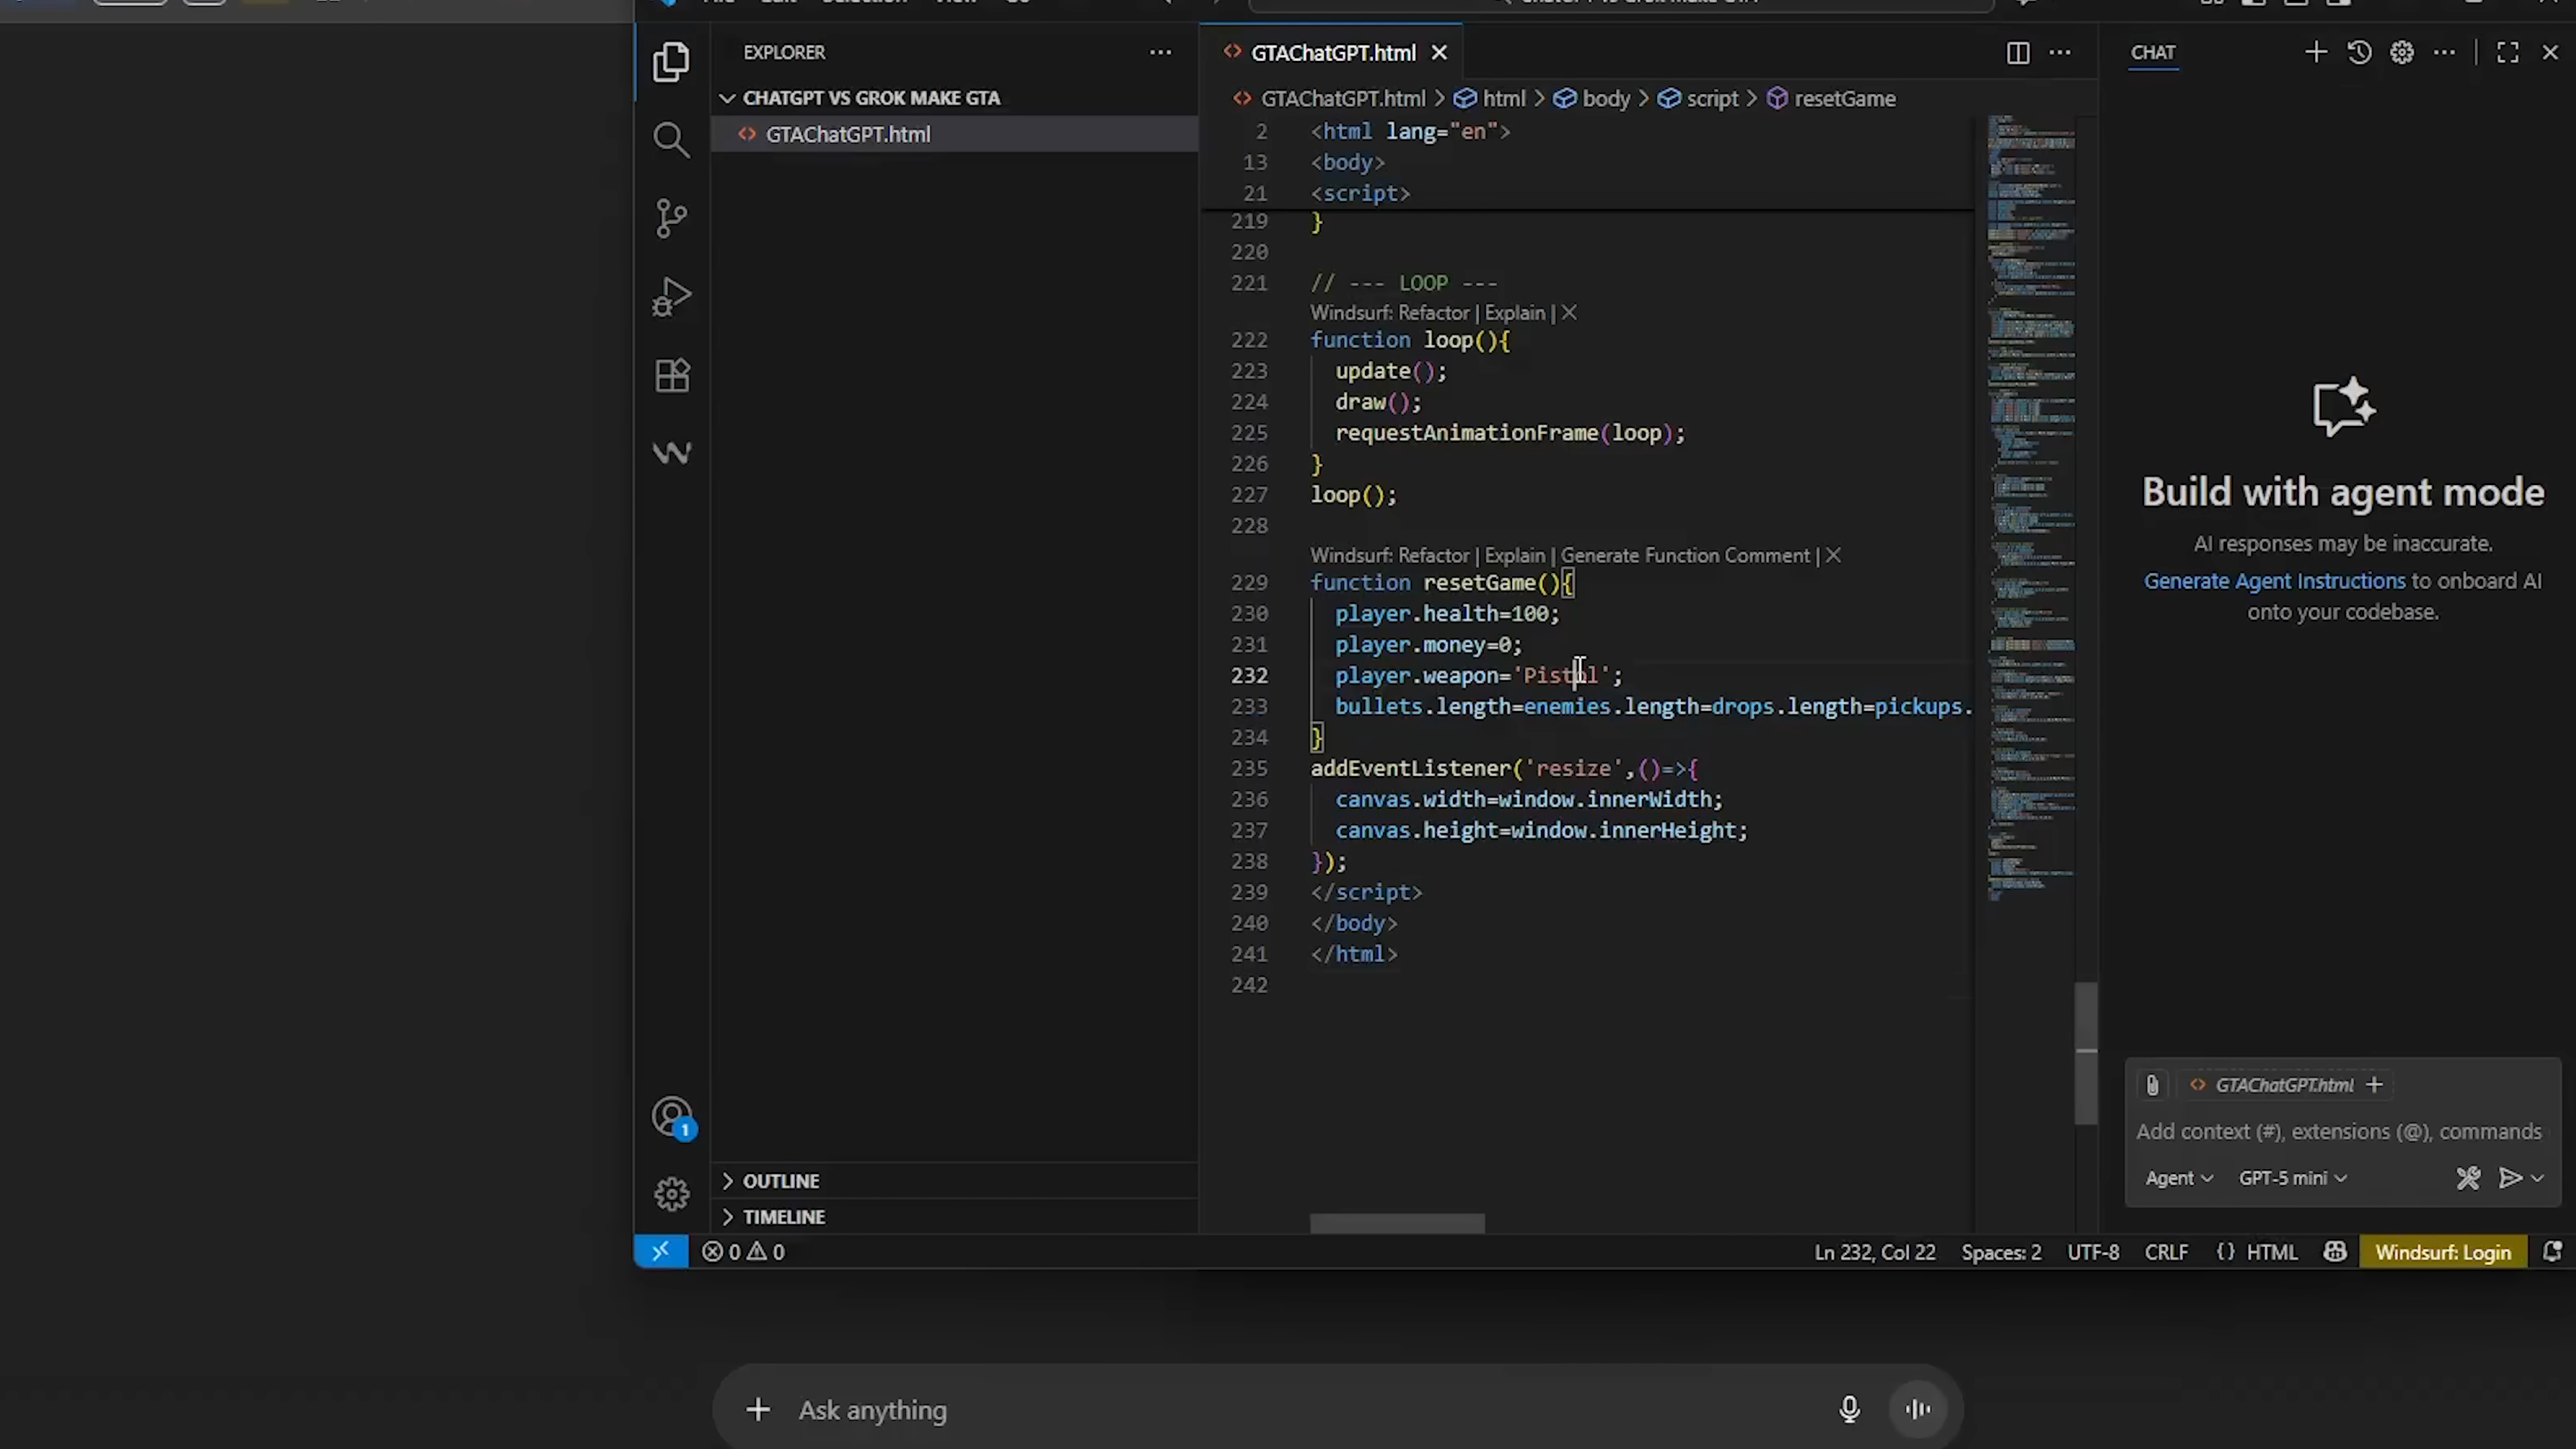 EXPLORER
CHATGPT VS GROK MAKE GTA
GTAChatGPT.html
OUTLINE
TIMELINE
GTAChatGPT.html
GTAChatGPT.html > html > body > script > resetGame
2 <html lang="en">
13 <body>
21 <script>
219 }
220
221 // --- LOOP ---
Windsurf: Refactor | Explain | X
222 function loop(){
223 update();
224 draw();
225 requestAnimationFrame(loop);
226 }
227 loop();
228
Windsurf: Refactor | Explain | Generate Function Comment | X
229 function resetGame(){
230 player.health=100;
231 player.money=0;
232 player.weapon='Pistol';
233 bullets.length=enemies.length=drops.length=pickups.
234 }
235 addEventListener('resize',()=>{
236 canvas.width=window.innerWidth;
237 canvas.height=window.innerHeight;
238 });
239 </script>
240 </body>
241 </html>
242
CHAT
Build with agent mode
AI responses may be inaccurate.
Generate Agent Instructions to onboard AI
onto your codebase.
GTAChatGPT.html +
Add context (#), extensions (@), commands
Agent GPT-5 mini
1
0 0
Ln 232, Col 22 Spaces: 2 UTF-8 CRLF {} HTML Windsurf: Login
Ask anything